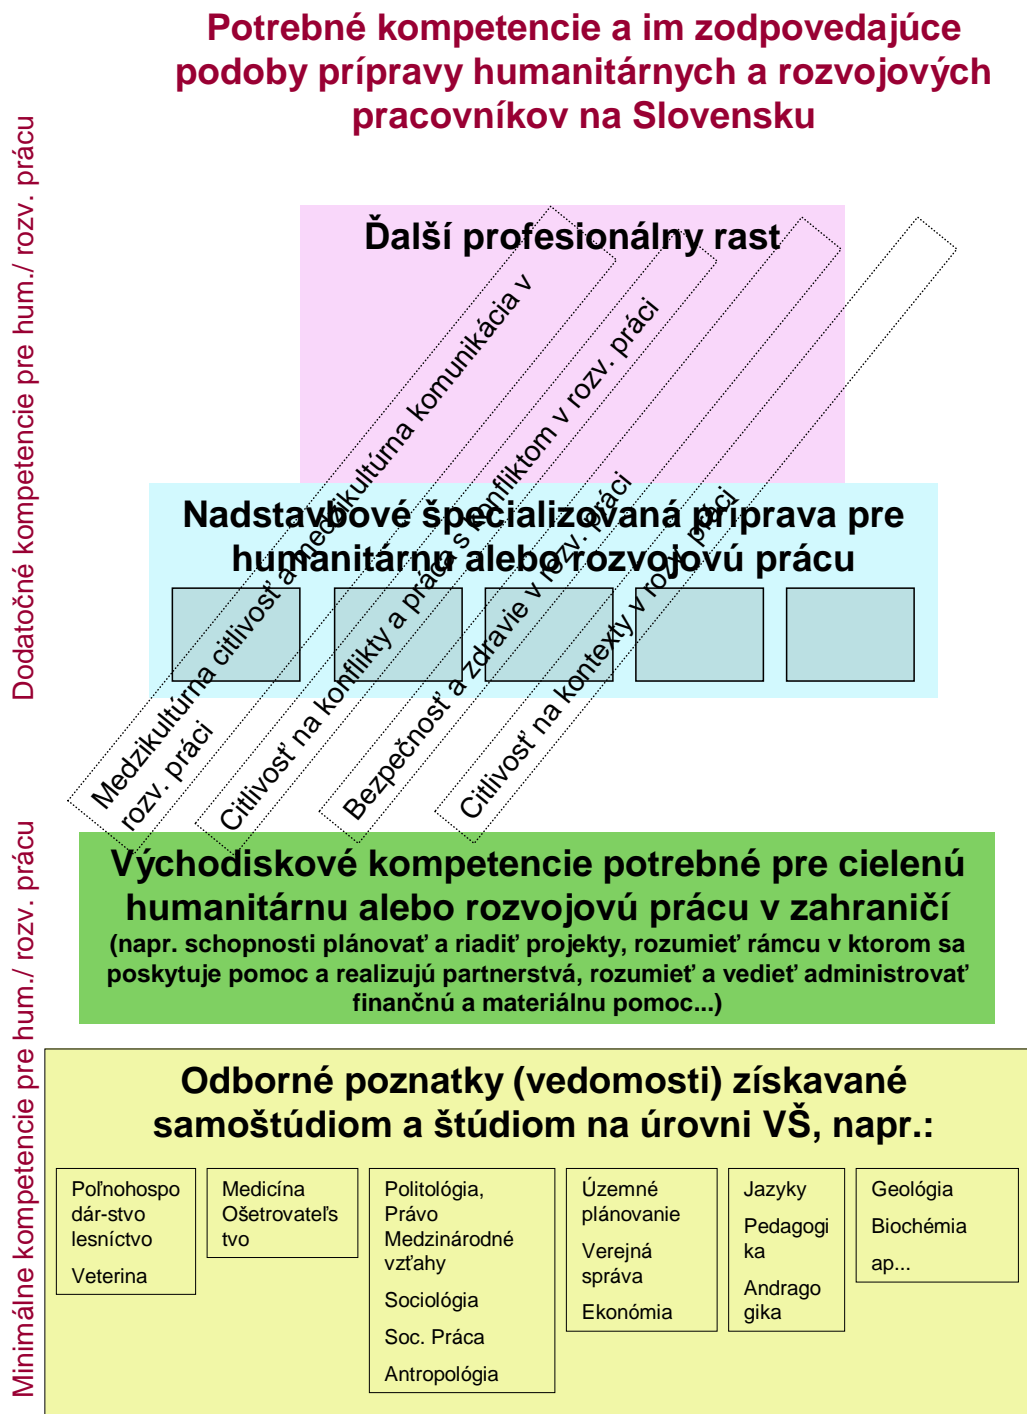 Potrebné kompetencie a im zodpovedajúce
podoby prípravy humanitárnych a rozvojových
pracovníkov na Slovensku
Dodatočné kompetencie pre hum./ rozv. prácu
Ďalší profesionálny rast
Medzikultúrna citlivosť a medzikultúrna komunikácia v
rozv. práci
Citlivosť na konflikty a práca s konfliktom v rozv. práci
Bezpečnosť a zdravie v rozv. práci
Citlivosť na kontexty v rozv. práci
Nadstavbové špecializovaná príprava pre
humanitárnu alebo rozvojovú prácu
Minimálne kompetencie pre hum./ rozv. prácu
Východiskové kompetencie potrebné pre cielenú
humanitárnu alebo rozvojovú prácu v zahraničí
(napr. schopnosti plánovať a riadiť projekty, rozumieť rámcu v ktorom sa
poskytuje pomoc a realizujú partnerstvá, rozumieť a vedieť administrovať
finančnú a materiálnu pomoc...)
Odborné poznatky (vedomosti) získavané
samoštúdiom a štúdiom na úrovni VŠ, napr.:
Poľnohospo
dár-stvo
lesníctvo
Veterina
Medicína
Ošetrovateľs
tvo
Politológia,
Právo
Medzinárodné
vzťahy
Sociológia
Soc. Práca
Antropológia
Územné
plánovanie
Verejná
správa
Ekonómia
Jazyky
Pedagogi
ka
Andrago
gika
Geológia
Biochémia
ap...